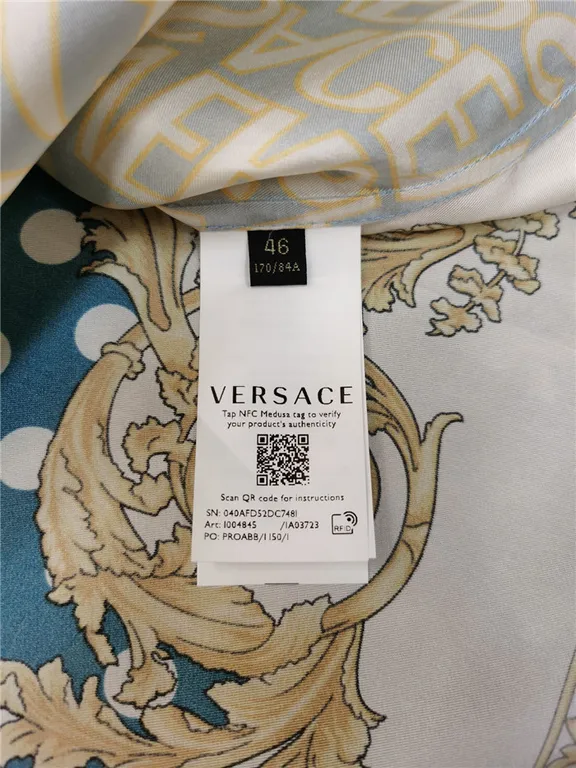 46
170/84A
VERSACE
Tap NFC Medusa tag to verify
your product's authenticity
Scan QR code for instructions
SN: 040AFD52DC7481
Art: 1004845 /1A03723
PO: PROABB/1150/1
RFID